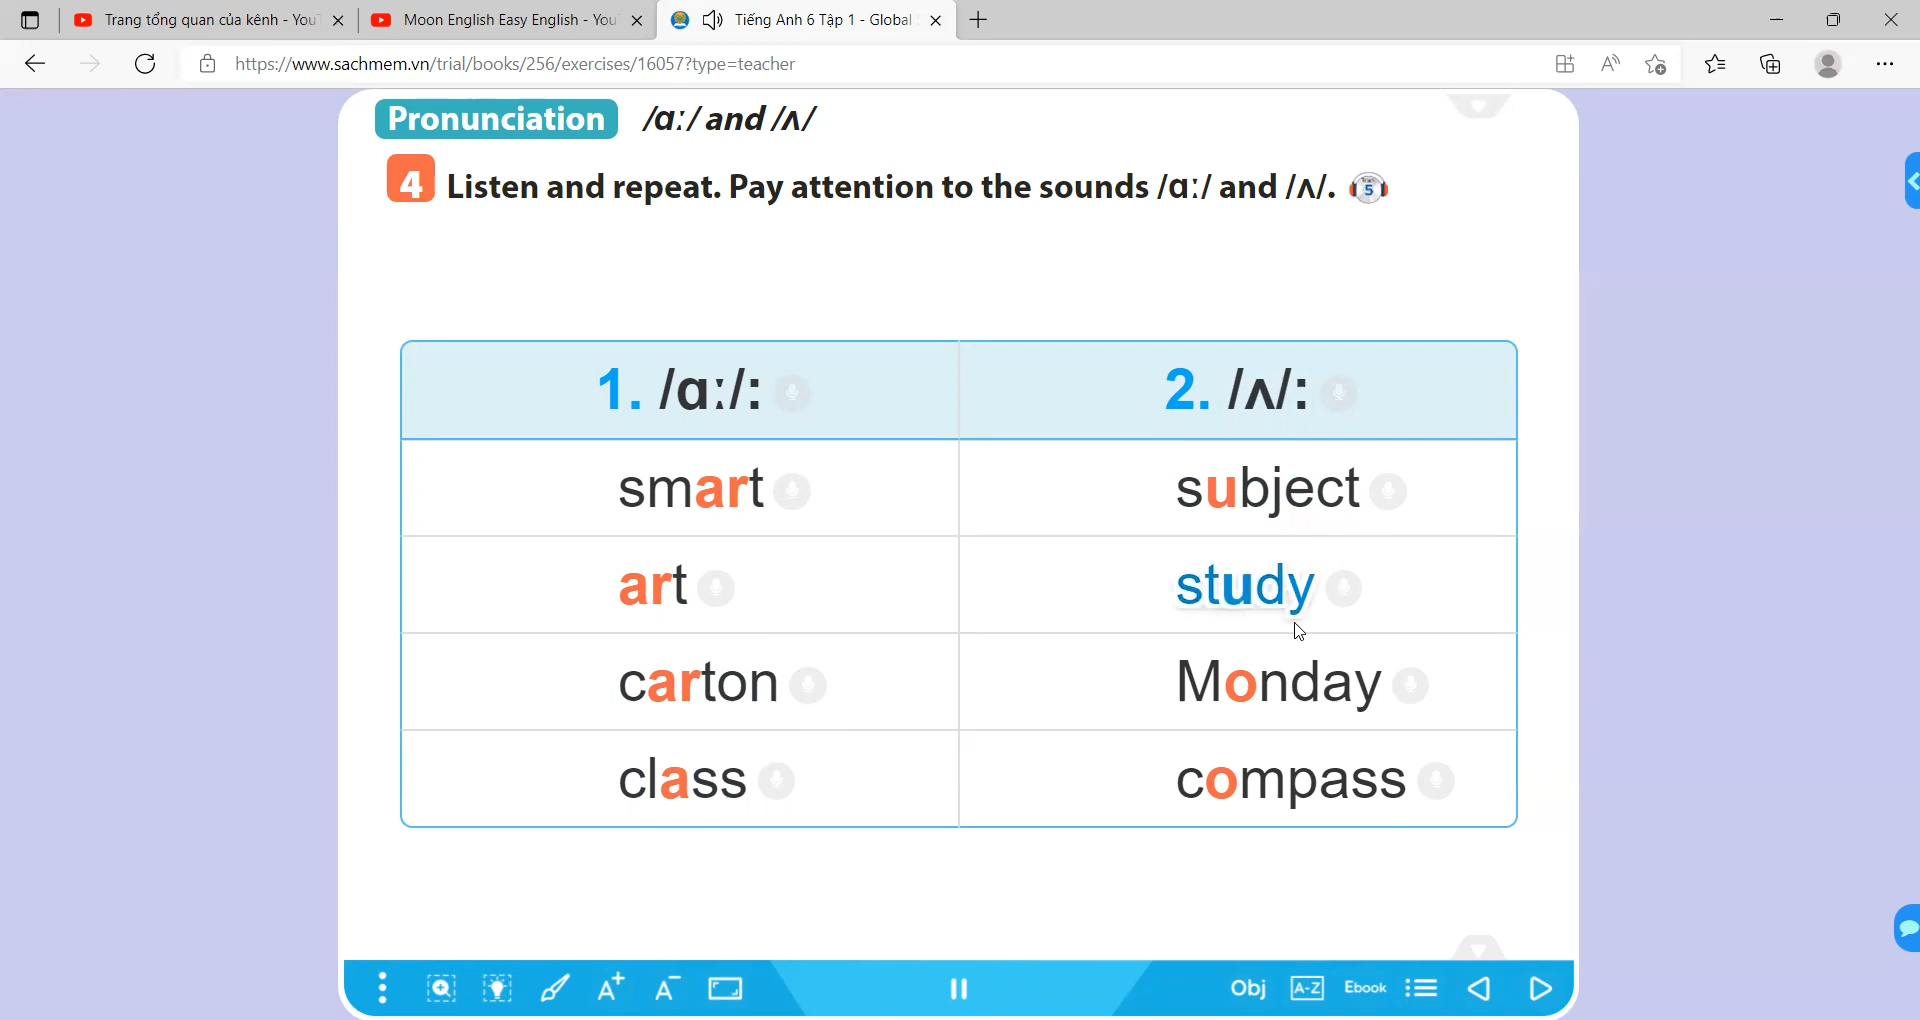 Trang tổng quan của kênh - You
Moon English Easy English - You
Tiếng Anh 6 Tập 1 - Global
https://www.sachmem.vn/trial/books/256/exercises/16057?type=teacher
Pronunciation /ɑː/ and /ʌ/
4 Listen and repeat. Pay attention to the sounds /ɑː/ and /ʌ/. 5
1. /ɑː/: 2. /ʌ/:
smart subject
art study
carton Monday
class compass
A+ A− Obj A-Z Ebook